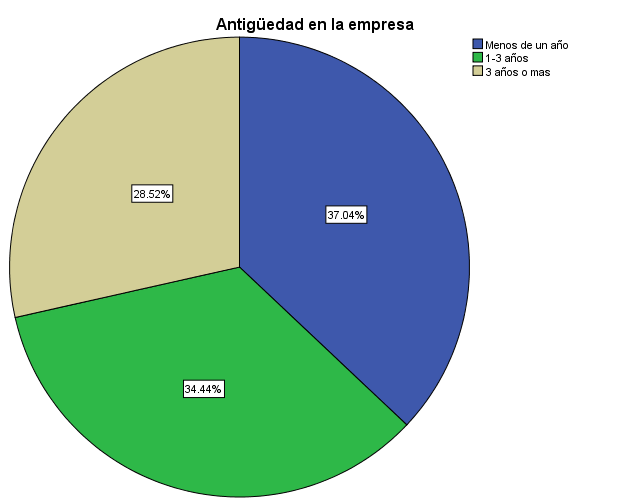 Antigüedad en la empresa
Menos de un año
1-3 años
3 años o mas
28.52%
37.04%
34.44%